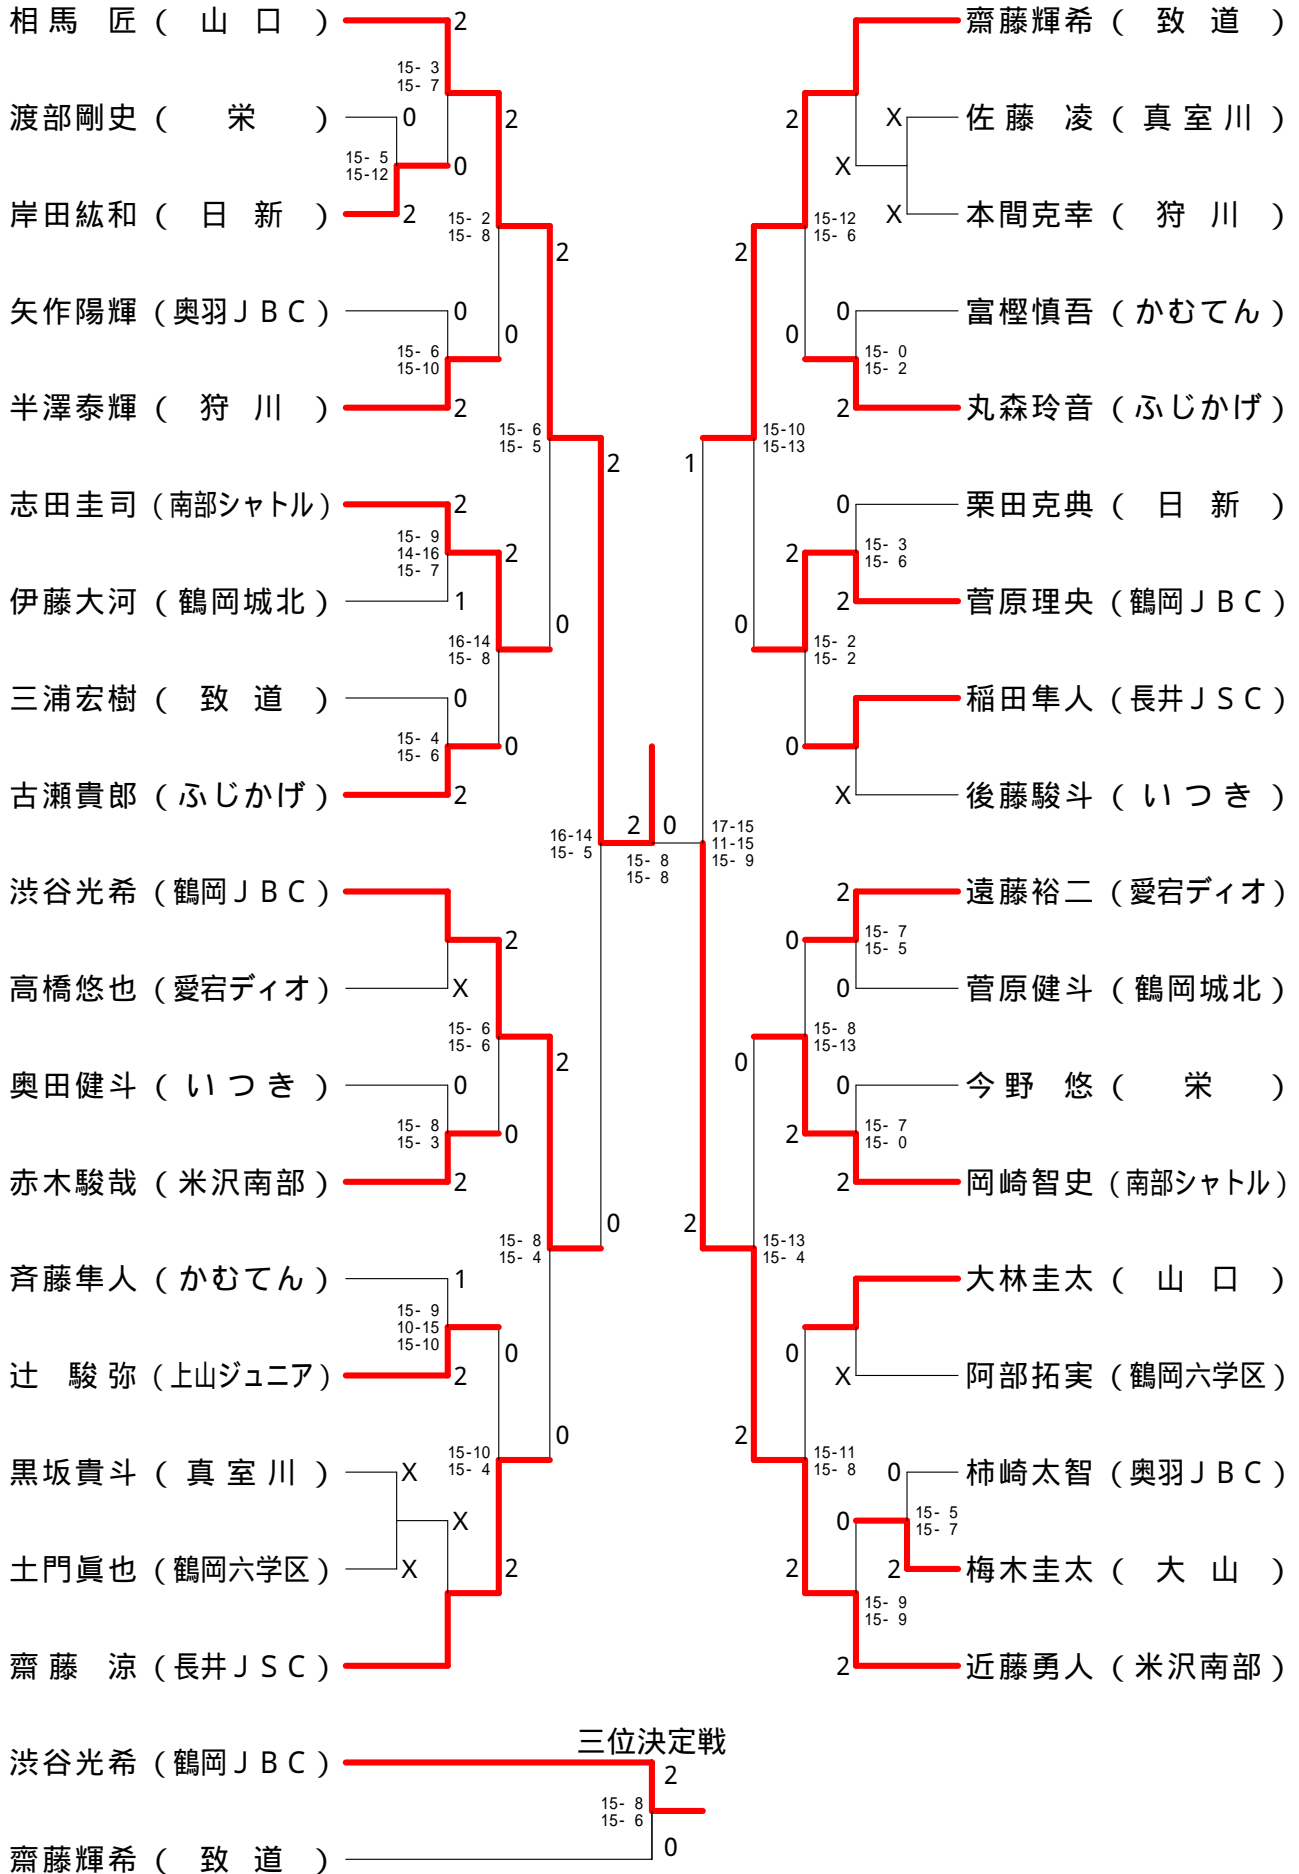 相馬 匠 ( 山 口 ) 2
15- 3
15- 7
渡部剛史 ( 栄 ) 0
2
15- 5
15-12
0
岸田紘和 ( 日 新 ) 2
15- 2
15- 8
2
矢作陽輝 (奥羽ＪＢＣ) 0
0
15- 6
15-10
半澤泰輝 ( 狩 川 ) 2
15- 6
15- 5
2
志田圭司 (南部シャトル) 2
15- 9
14-16
15- 7
2
伊藤大河 (鶴岡城北) 1
0
16-14
15- 8
三浦宏樹 ( 致 道 ) 0
15- 4
15- 6
0
古瀬貴郎 (ふじかげ) 2
16-14
15- 5
2 0
15- 8
15- 8
渋谷光希 (鶴岡ＪＢＣ)
2
高橋悠也 (愛宕ディオ) X
15- 6
15- 6
2
奥田健斗 (いつき) 0
15- 8
15- 3
0
赤木駿哉 (米沢南部) 2
0
15- 8
15- 4
斉藤隼人 (かむてん) 1
15- 9
10-15
15-10
0
辻 駿弥 (上山ジュニア) 2
0
15-10
15- 4
黒坂貴斗 ( 真室川 ) X
X
土門眞也 (鶴岡六学区) X
2
齋藤 涼 (長井ＪＳＣ)
齋藤輝希 ( 致 道 )
2
X 佐藤 凌 ( 真室川 )
X
X 本間克幸 ( 狩 川 )
15-12
15- 6
2
0 富樫慎吾 (かむてん)
0
15- 0
15- 2
2 丸森玲音 (ふじかげ)
15-10
15-13
1
0 栗田克典 ( 日 新 )
15- 3
15- 6
2
2 菅原理央 (鶴岡ＪＢＣ)
0
15- 2
15- 2
稲田隼人 (長井ＪＳＣ)
0
X 後藤駿斗 (いつき)
17-15
11-15
15- 9
2 遠藤裕二 (愛宕ディオ)
15- 7
15- 5
0
0 菅原健斗 (鶴岡城北)
15- 8
15-13
0
0 今野 悠 ( 栄 )
15- 7
15- 0
2
2 岡崎智史 (南部シャトル)
2
15-13
15- 4
大林圭太 ( 山 口 )
0
X 阿部拓実 (鶴岡六学区)
2
15-11
15- 8
0 柿崎太智 (奥羽ＪＢＣ)
15- 5
15- 7
0
2 梅木圭太 ( 大 山 )
2
15- 9
15- 9
2 近藤勇人 (米沢南部)
三位決定戦
渋谷光希 (鶴岡ＪＢＣ) 2
15- 8
15- 6
齋藤輝希 ( 致 道 ) 0